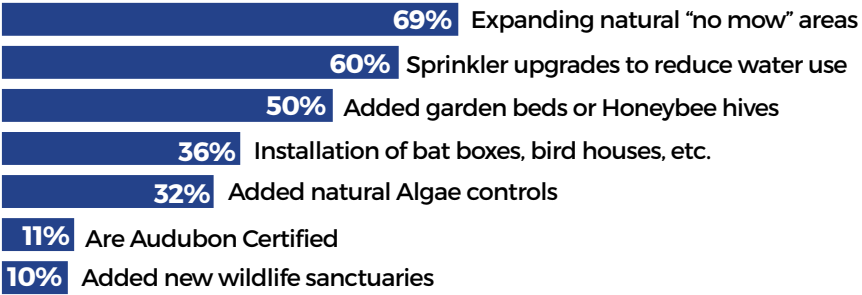 69% Expanding natural “no mow” areas
60% Sprinkler upgrades to reduce water use
50% Added garden beds or Honeybee hives
36% Installation of bat boxes, bird houses, etc.
32% Added natural Algae controls
11% Are Audubon Certified
10% Added new wildlife sanctuaries